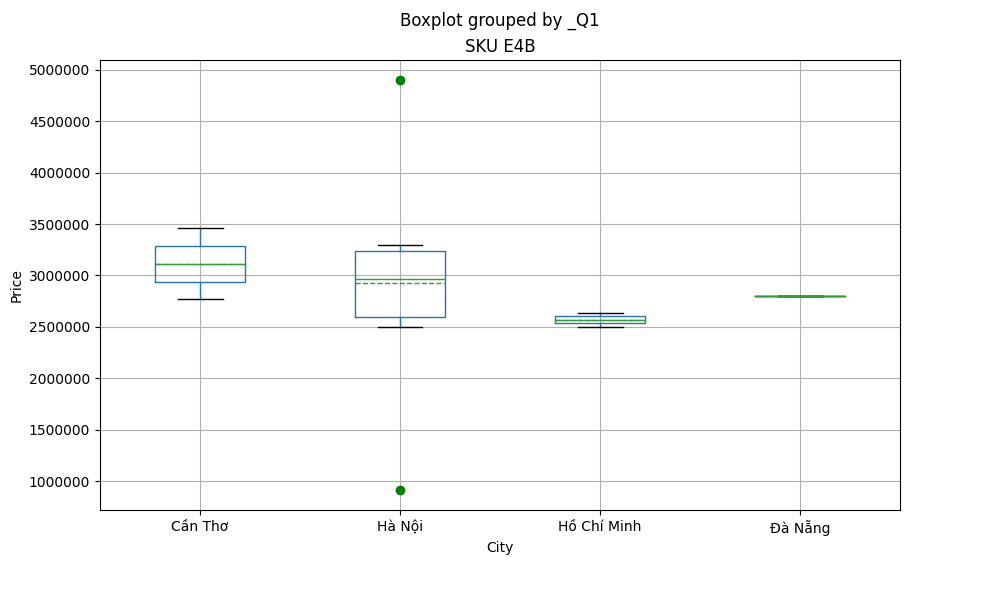 Boxplot grouped by _Q1
SKU E4B
5000000
4500000
4000000
3500000
3000000
2500000
2000000
1500000
1000000
Price
Cần Thơ
Hà Nội
Hồ Chí Minh
Đà Nẵng
City